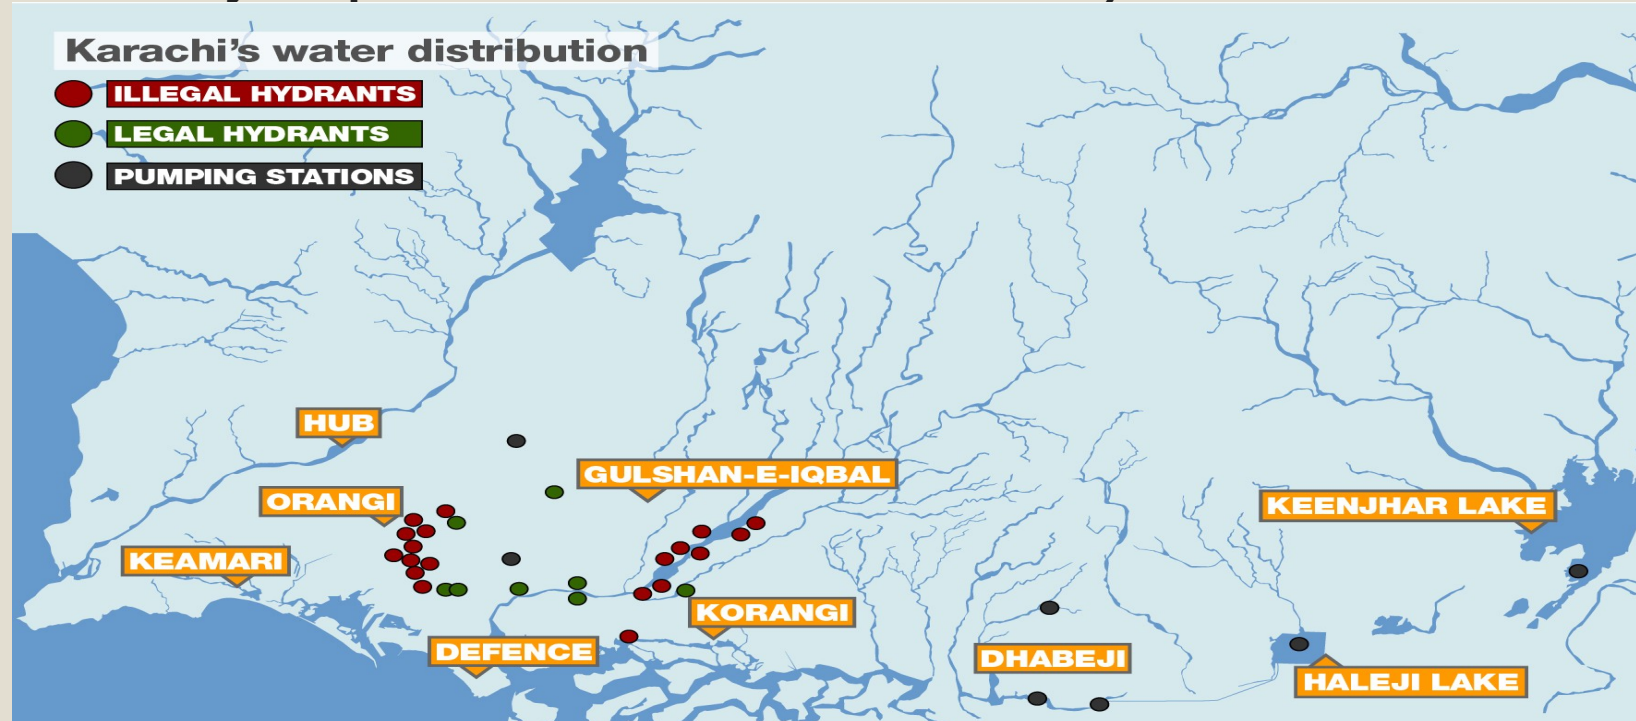 Karachi's water distribution
ILLEGAL HYDRANTS
LEGAL HYDRANTS
PUMPING STATIONS
HUB
GULSHAN-E-IQBAL
ORANGI
KEENJHAR LAKE
KEAMARI
KORANGI
DEFENCE
DHABEJI
HALEJI LAKE